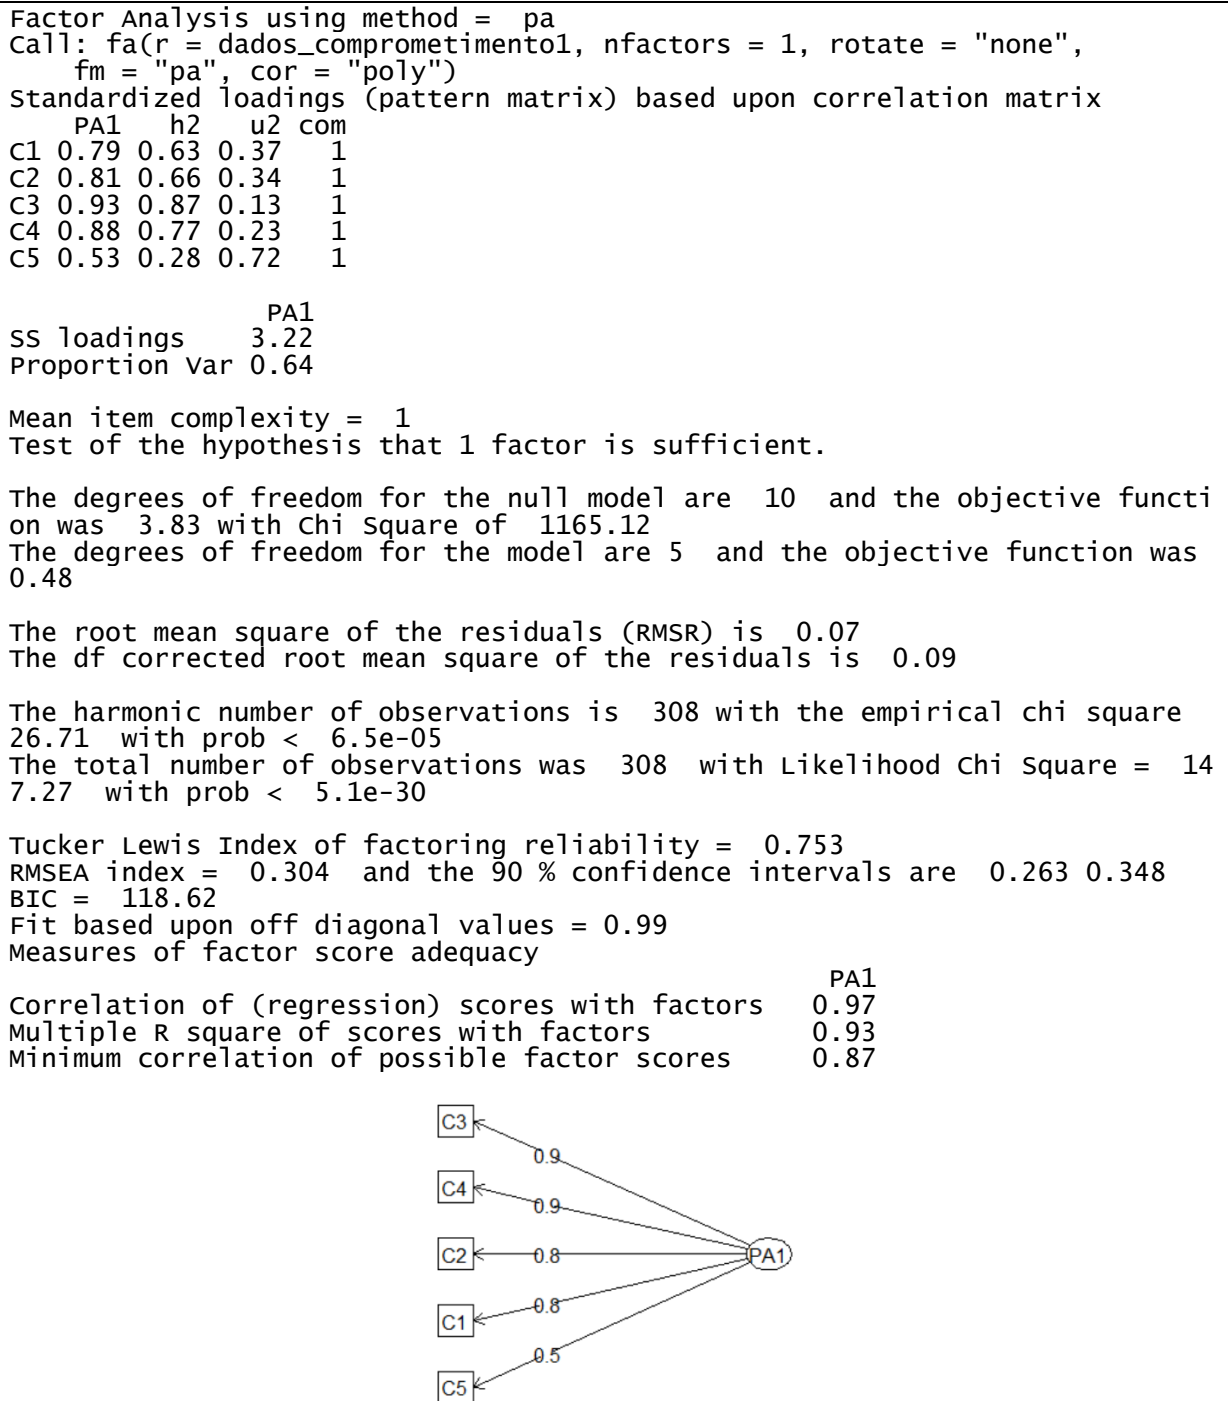 Factor Analysis using method =  pa
Call: fa(r = dados_comprometimento1, nfactors = 1, rotate = "none",
    fm = "pa", cor = "poly")
Standardized loadings (pattern matrix) based upon correlation matrix
    PA1   h2   u2 com
C1 0.79 0.63 0.37   1
C2 0.81 0.66 0.34   1
C3 0.93 0.87 0.13   1
C4 0.88 0.77 0.23   1
C5 0.53 0.28 0.72   1
PA1
SS loadings    3.22
Proportion Var 0.64
Mean item complexity =  1
Test of the hypothesis that 1 factor is sufficient.
The degrees of freedom for the null model are  10  and the objective functi
on was  3.83 with Chi Square of  1165.12
The degrees of freedom for the model are 5  and the objective function was
0.48
The root mean square of the residuals (RMSR) is  0.07
The df corrected root mean square of the residuals is  0.09
The harmonic number of observations is  308 with the empirical chi square
26.71  with prob <  6.5e-05
The total number of observations was  308  with Likelihood Chi Square =  14
7.27  with prob <  5.1e-30
Tucker Lewis Index of factoring reliability =  0.753
RMSEA index =  0.304  and the 90 % confidence intervals are  0.263 0.348
BIC =  118.62
Fit based upon off diagonal values = 0.99
Measures of factor score adequacy
PA1
Correlation of (regression) scores with factors   0.97
Multiple R square of scores with factors          0.93
Minimum correlation of possible factor scores     0.87
C3
0.9
C4
0.9
C2
0.8
PA1
C1
0.8
0.5
C5